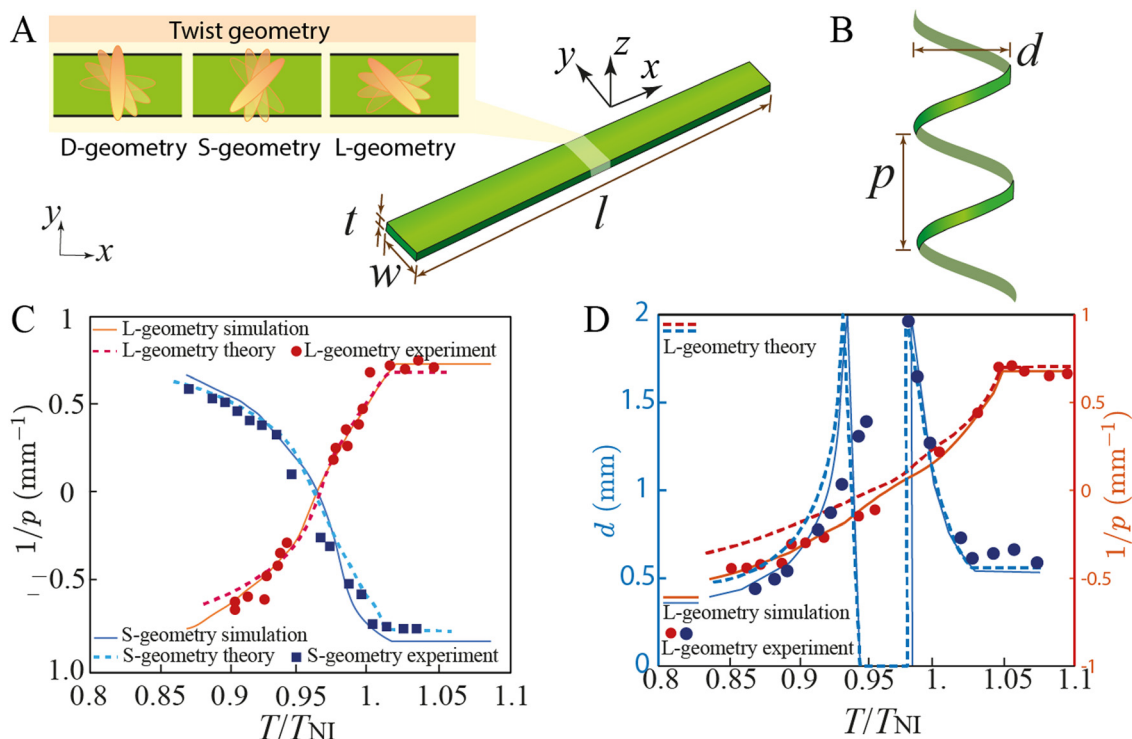 A
Twist geometry
D-geometry S-geometry L-geometry
y
x
z
y
x
t
w
l
B
d
p
C
1
0.5
0
-0.5
1.0
1/p (mm⁻¹)
L-geometry simulation
L-geometry theory L-geometry experiment
S-geometry simulation
S-geometry theory S-geometry experiment
0.8 0.85 0.9 0.95 1. 1.05 1.1
T/TNI
D
2
1.5
1
0.5
0
d (mm)
L-geometry theory
L-geometry simulation
L-geometry experiment
1
0.5
0
-0.5
-1
1/p (mm⁻¹)
0.8 0.85 0.9 0.95 1. 1.05 1.1
T/TNI